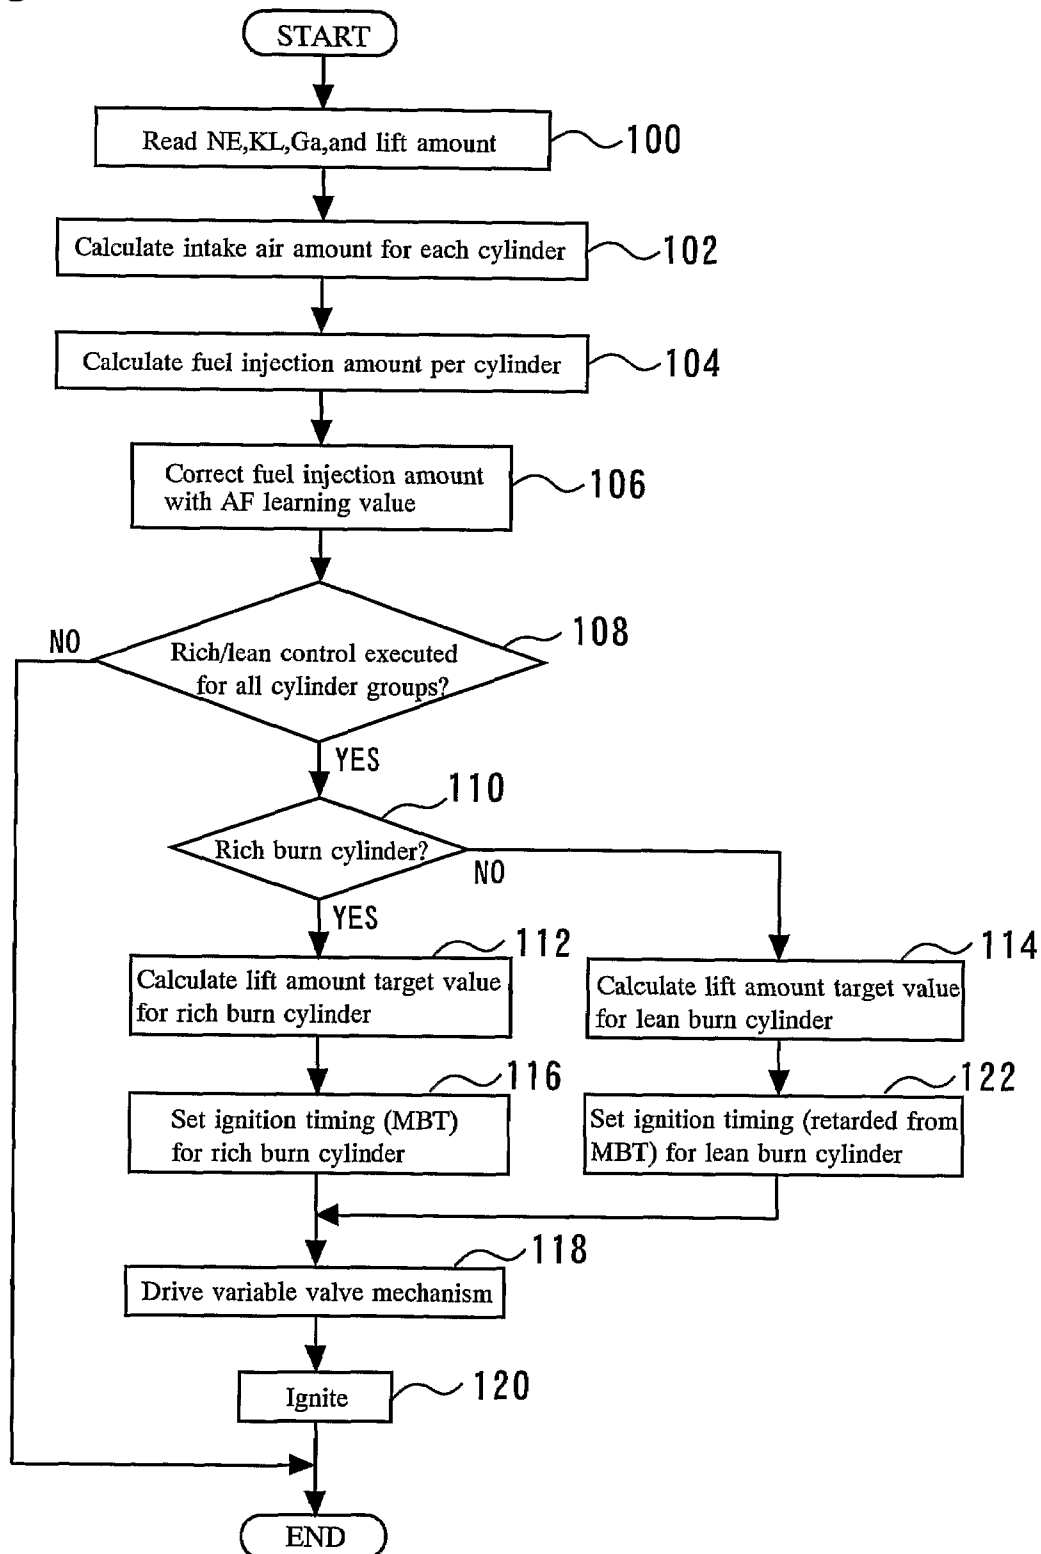 START
Read NE,KL,Ga,and lift amount
100
Calculate intake air amount for each cylinder
102
Calculate fuel injection amount per cylinder
104
Correct fuel injection amount
with AF learning value
106
NO
Rich/lean control executed
for all cylinder groups?
108
YES
110
Rich burn cylinder?
NO
YES
112
Calculate lift amount target value
for rich burn cylinder
114
Calculate lift amount target value
for lean burn cylinder
116
Set ignition timing (MBT)
for rich burn cylinder
122
Set ignition timing (retarded from
MBT) for lean burn cylinder
118
Drive variable valve mechanism
Ignite
120
END